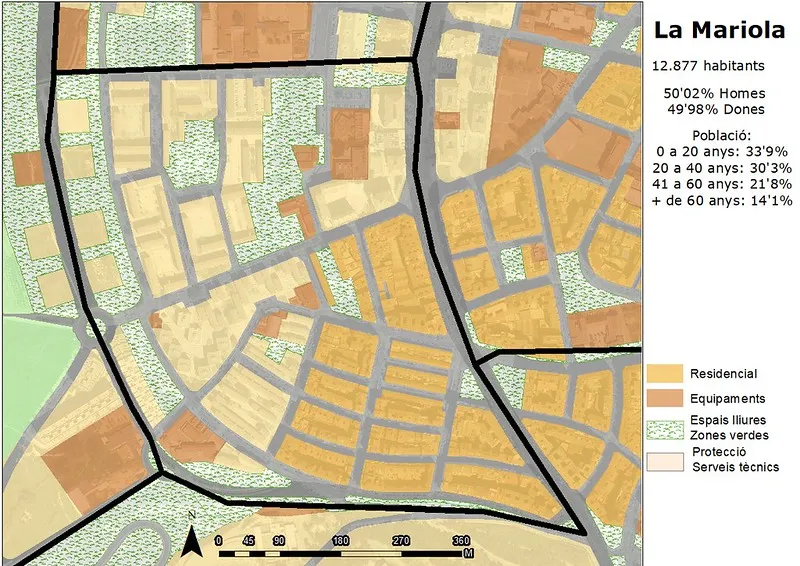 La Mariola
12.877 habitants
50'02% Homes
49'98% Dones
Població:
0 a 20 anys: 33'9%
20 a 40 anys: 30'3%
41 a 60 anys: 21'8%
+ de 60 anys: 14'1%
Residencial
Equipaments
Espais lliures
Zones verdes
Protecció
Serveis tècnics
N
0 45 90 180 270 360
M